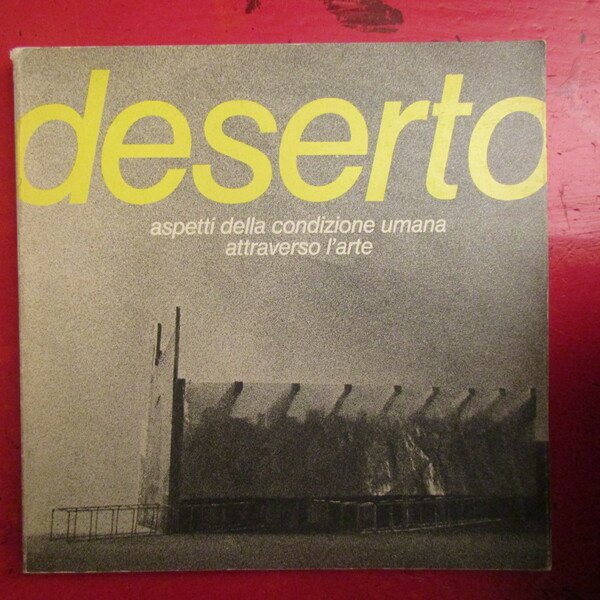 deserto
aspetti della condizione umana
attraverso l'arte